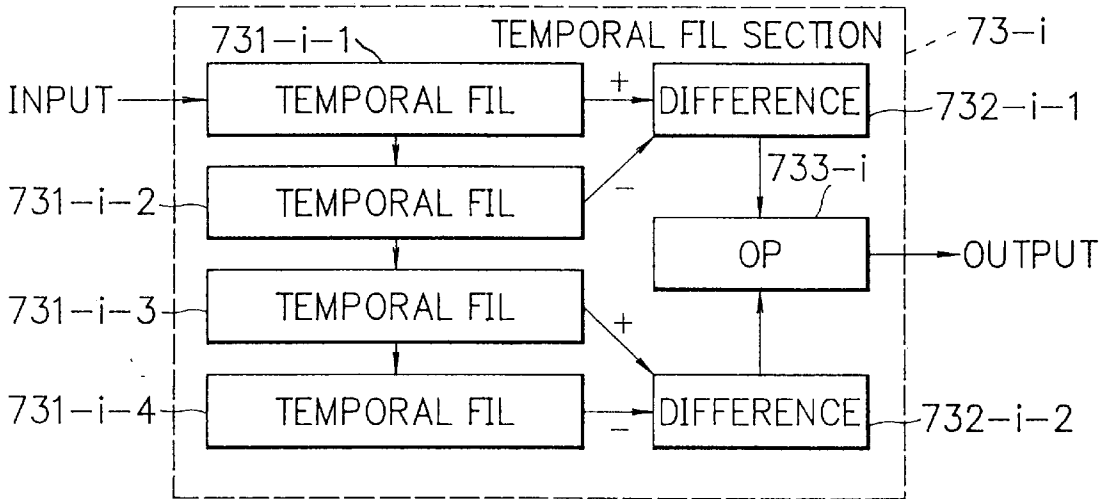 731-i-1
TEMPORAL FIL SECTION
73-i
INPUT
TEMPORAL FIL
+
DIFFERENCE
732-i-1
731-i-2
TEMPORAL FIL
-
733-i
OP
OUTPUT
731-i-3
TEMPORAL FIL
+
731-i-4
TEMPORAL FIL
-
DIFFERENCE
732-i-2